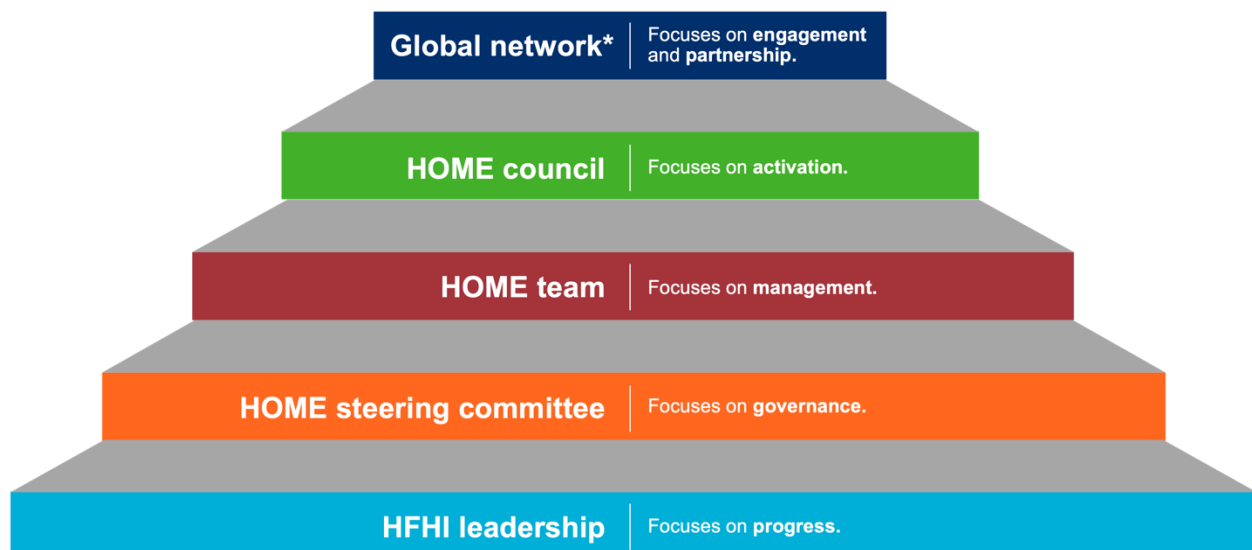 Global network*
Focuses on engagement
and partnership.
HOME council
Focuses on activation.
HOME team
Focuses on management.
HOME steering committee
Focuses on governance.
HFHI leadership
Focuses on progress.